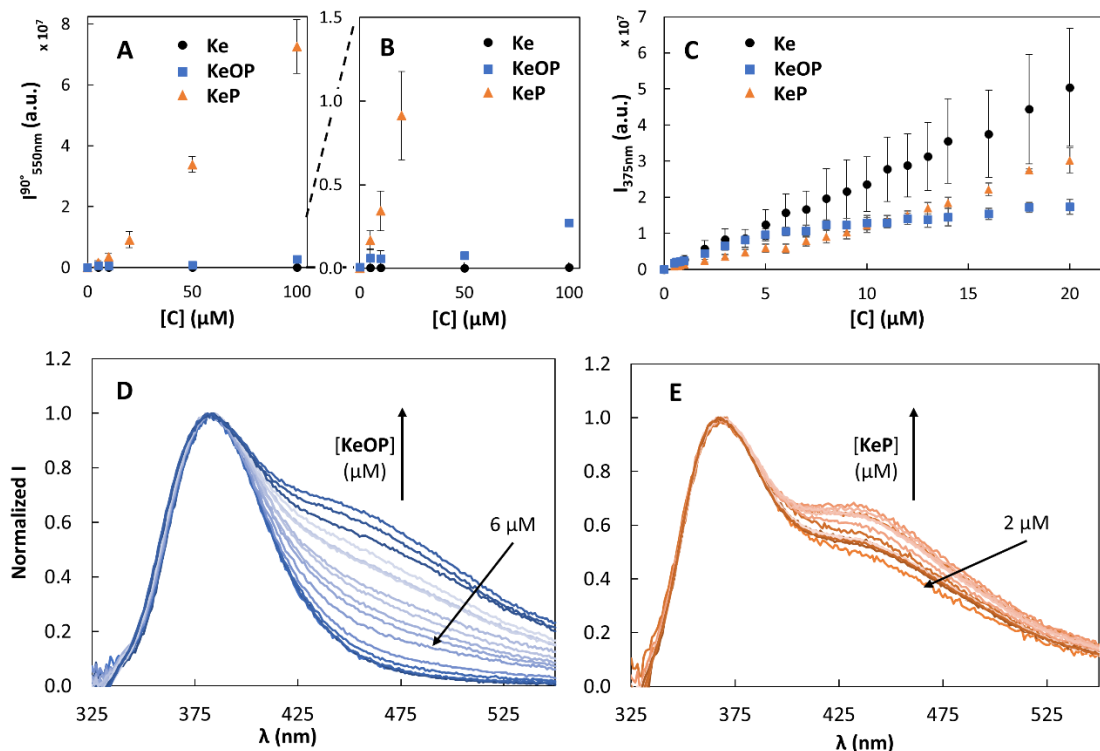 A
x 10⁷
I⁹⁰°₅₅₀nm (a.u.)
8
6
4
2
0
Ke
KeOP
KeP
0 50 100
[C] (µM)
B
1.5
1.0
0.5
0.0
Ke
KeOP
KeP
0 50 100
[C] (µM)
C
x 10⁷
I₃₇₅nm (a.u.)
7
6
5
4
3
2
1
0
Ke
KeOP
KeP
0 5 10 15 20
[C] (µM)
D
Normalized I
1.2
1.0
0.8
0.6
0.4
0.2
0.0
[KeOP]
(µM)
6 µM
325 375 425 475 525
λ (nm)
E
1.2
1.0
0.8
0.6
0.4
0.2
0.0
[KeP]
(µM)
2 µM
325 375 425 475 525
λ (nm)